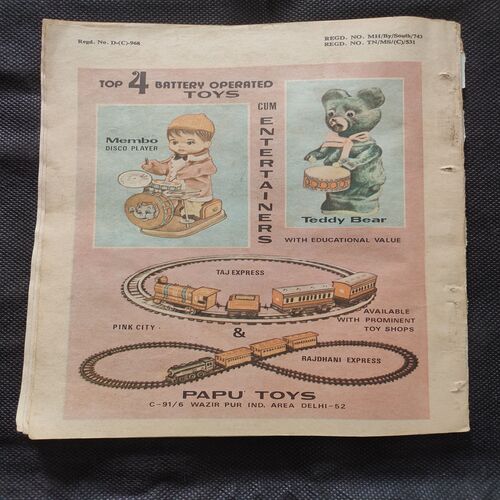 Regd. No. D-(C)-968
REGD. NO. MH/By/South/743
REGD. NO. TN/MS/(C)/531
TOP 4 BATTERY OPERATED
TOYS
CUM
ENTERTAINERS
Membo
DISCO PLAYER
Teddy Bear
WITH EDUCATIONAL VALUE
TAJ EXPRESS
PINK CITY
&
AVAILABLE
WITH PROMINENT
TOY SHOPS
RAJDHANI EXPRESS
PAPU TOYS
C-91/6 WAZIR PUR IND. AREA DELHI-52